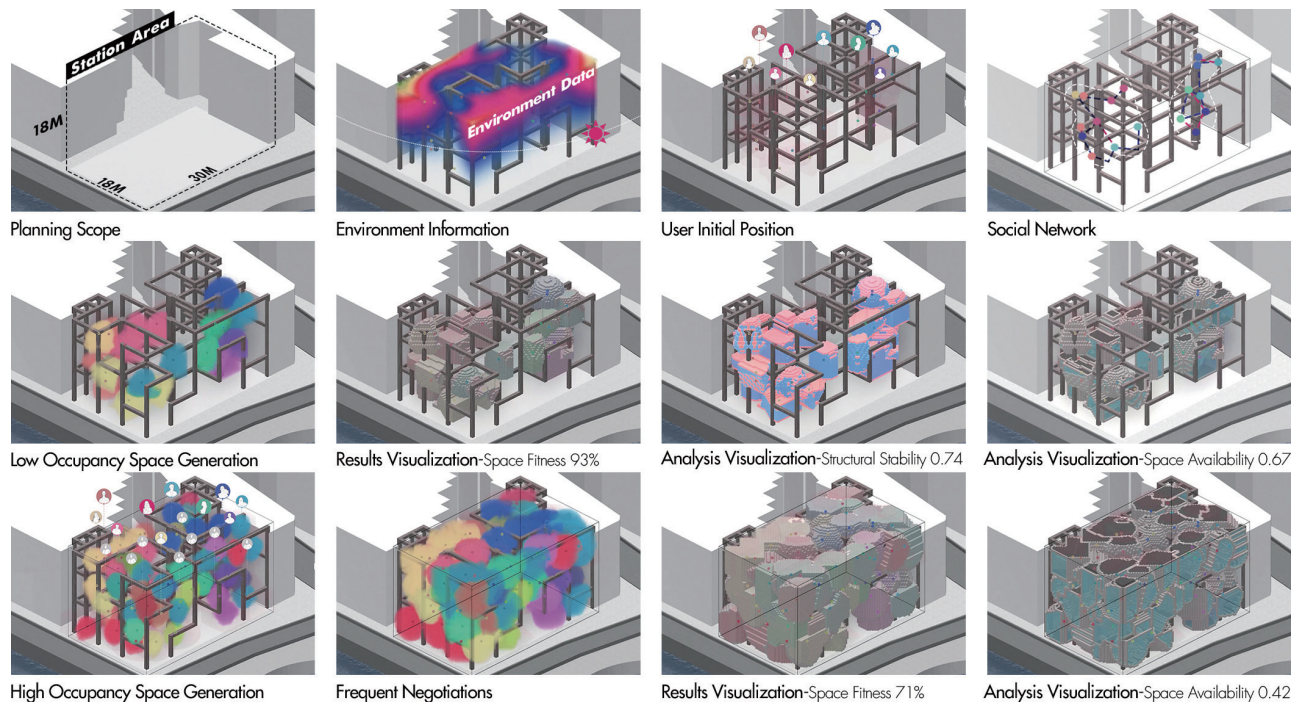 Station Area
18M
18M
30M
Planning Scope
Environment Data
Environment Information
User Initial Position
Social Network
Low Occupancy Space Generation
Results Visualization-Space Fitness 93%
Analysis Visualization-Structural Stability 0.74
Analysis Visualization-Space Availability 0.67
High Occupancy Space Generation
Frequent Negotiations
Results Visualization-Space Fitness 71%
Analysis Visualization-Space Availability 0.42